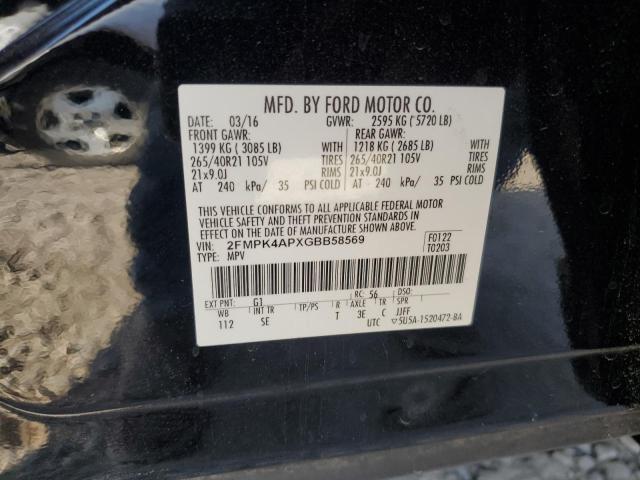 MFD. BY FORD MOTOR CO.
DATE: 03/16 GVWR: 2595 KG ( 5720 LB)
FRONT GAWR: REAR GAWR:
1399 KG ( 3085 LB) WITH 1218 KG ( 2685 LB) WITH
265/40R21 105V TIRES 265/40R21 105V TIRES
21x9.0J RIMS 21x9.0J RIMS
AT 240 kPa/ 35 PSI COLD AT 240 kPa/ 35 PSI COLD
THIS VEHICLE CONFORMS TO ALL APPLICABLE FEDERAL MOTOR
VEHICLE SAFETY AND THEFT PREVENTION STANDARDS IN
EFFECT ON THE DATE OF MANUFACTURE SHOWN ABOVE.
VIN: 2FMPK4APXGBB58569 F0122
TYPE: MPV T0203
EXT PNT: G1 RC: 56 DSO:
WB INT TR TP/PS R AXLE TR SPR
112 SE T 3E C JJFF
UTC ▽5U5A-1520472-BA